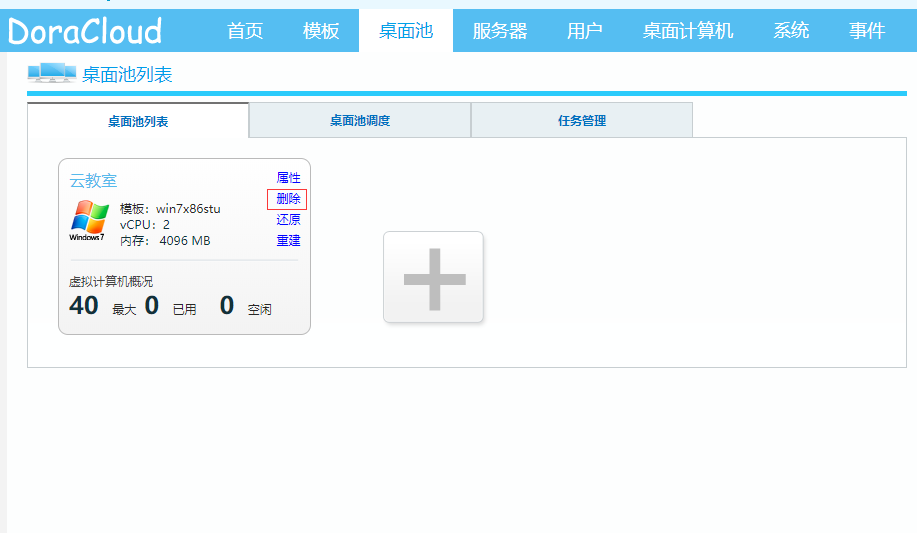 DoraCloud 首页 模板 桌面池 服务器 用户 桌面计算机 系统 事件
桌面池列表
桌面池列表 桌面池调度 任务管理
云教室
属性
删除
还原
重建
Windows7
模板：win7x86stu
vCPU：2
内存： 4096 MB
虚拟计算机概况
40 最大 0 已用 0 空闲